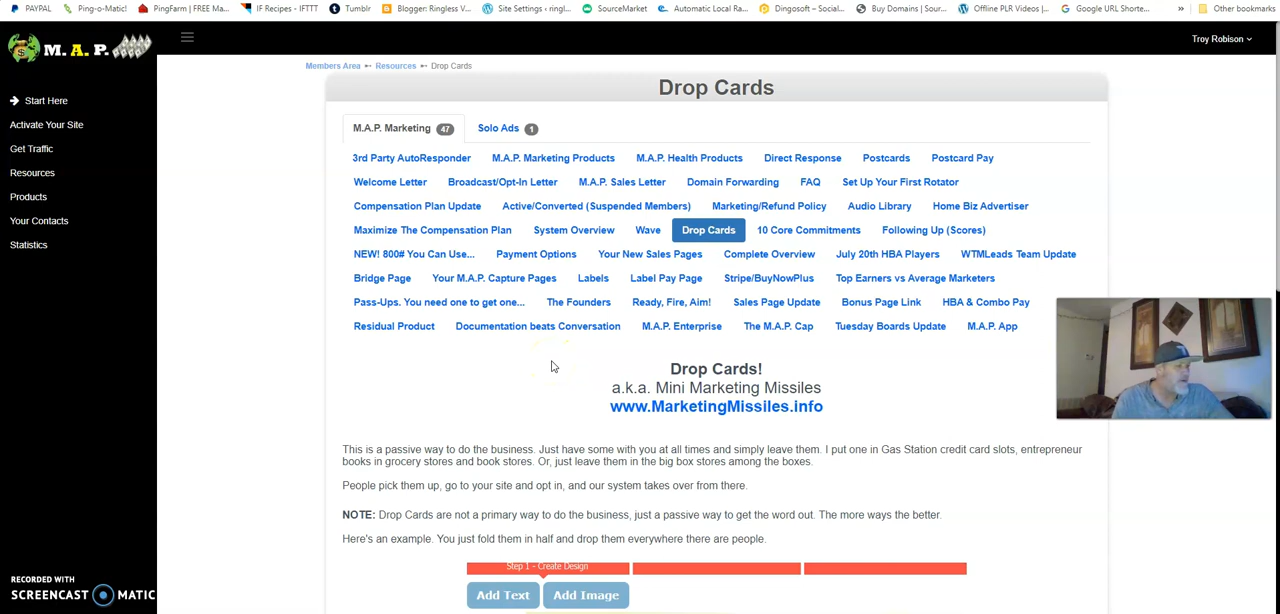 PAYPAL Ping-o-Matic! PingFarm | FREE Ma... IF Recipes - IFTTT Tumblr Blogger: Ringless V... Site Settings ‹ ringl... SourceMarket Automatic Local Ra... Dingosoft – Social... Buy Domains | Sour... Offline PLR Videos |... Google URL Shorte... » Other bookmarks
M. A. P.
Troy Robison
Members Area Resources Drop Cards
Drop Cards
Start Here
Activate Your Site
Get Traffic
Resources
Products
Your Contacts
Statistics
M.A.P. Marketing 47 Solo Ads 1
3rd Party AutoResponder M.A.P. Marketing Products M.A.P. Health Products Direct Response Postcards Postcard Pay
Welcome Letter Broadcast/Opt-In Letter M.A.P. Sales Letter Domain Forwarding FAQ Set Up Your First Rotator
Compensation Plan Update Active/Converted (Suspended Members) Marketing/Refund Policy Audio Library Home Biz Advertiser
Maximize The Compensation Plan System Overview Wave Drop Cards 10 Core Commitments Following Up (Scores)
NEW! 800# You Can Use... Payment Options Your New Sales Pages Complete Overview July 20th HBA Players WTMLeads Team Update
Bridge Page Your M.A.P. Capture Pages Labels Label Pay Page Stripe/BuyNowPlus Top Earners vs Average Marketers
Pass-Ups. You need one to get one... The Founders Ready, Fire, Aim! Sales Page Update Bonus Page Link HBA & Combo Pay
Residual Product Documentation beats Conversation M.A.P. Enterprise The M.A.P. Cap Tuesday Boards Update M.A.P. App
Drop Cards!
a.k.a. Mini Marketing Missiles
www.MarketingMissiles.info
This is a passive way to do the business. Just have some with you at all times and simply leave them. I put one in Gas Station credit card slots, entrepreneur
books in grocery stores and book stores. Or, just leave them in the big box stores among the boxes.
People pick them up, go to your site and opt in, and our system takes over from there.
NOTE: Drop Cards are not a primary way to do the business, just a passive way to get the word out. The more ways the better.
Here's an example. You just fold them in half and drop them everywhere there are people.
Step 1 - Create Design
Add Text Add Image
RECORDED WITH
SCREENCAST MATIC